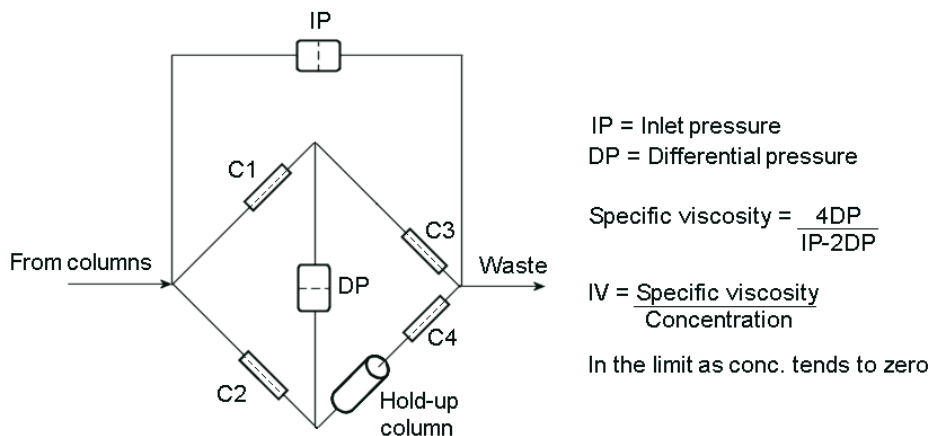 IP
IP = Inlet pressure
DP = Differential pressure
C1
Specific viscosity = 4DP
IP-2DP
C3
From columns
Waste
DP
IV = Specific viscosity
Concentration
C4
C2
In the limit as conc. tends to zero
Hold-up
column